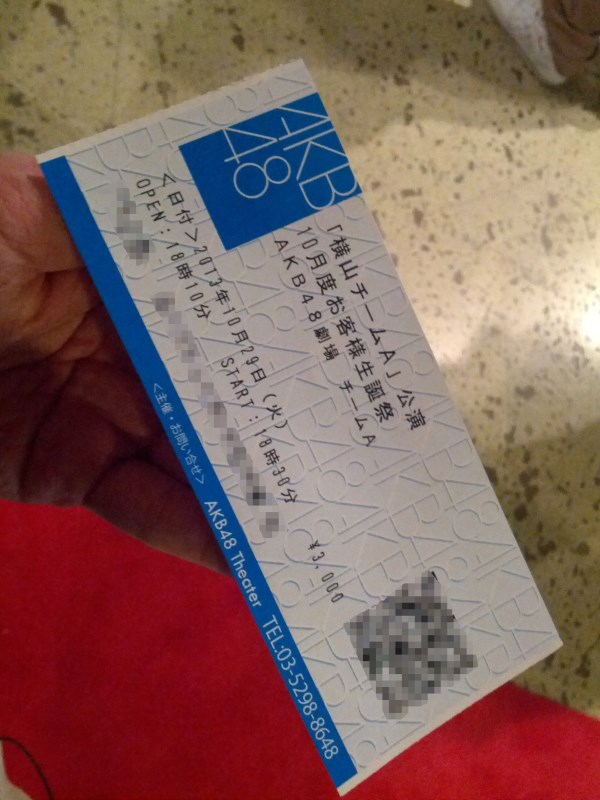 AKB
48
「横山チームA」公演
10月度お客様生誕祭
AKB48劇場　チームA
<日付>2013年10月29日(火)
OPEN:18時10分　START:18時30分
¥3,000
<主催・お問い合せ> AKB48 Theater TEL:03-5298-8648